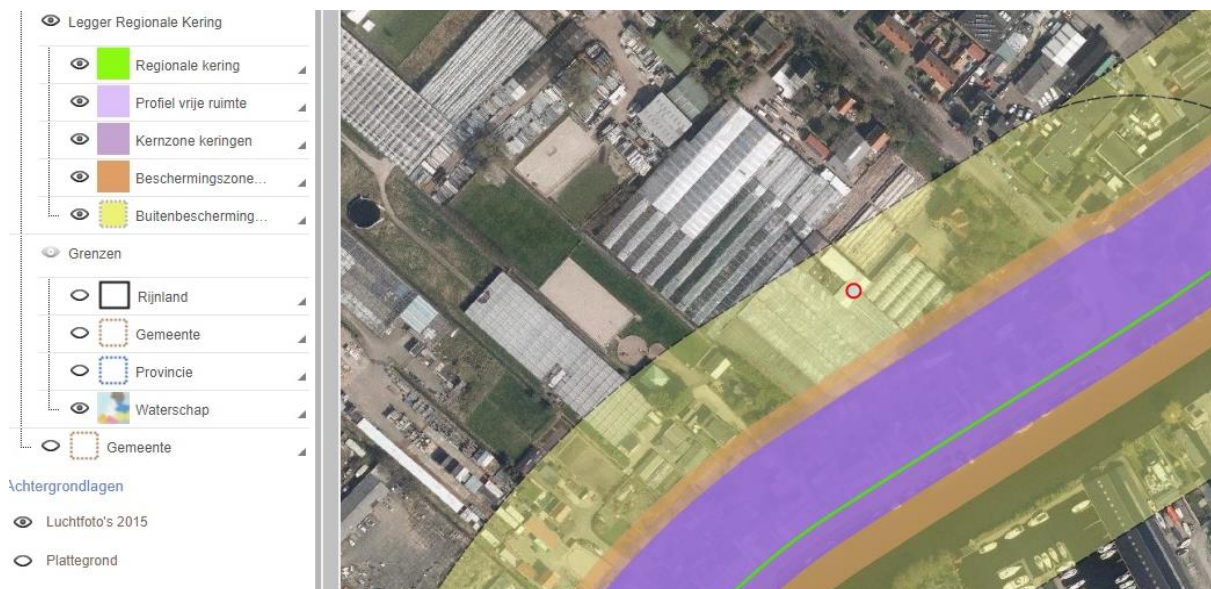 Legger Regionale Kering
Regionale kering
Profiel vrije ruimte
Kernzone keringen
Beschermingszone...
Buitenbescherming...
Grenzen
Rijnland
Gemeente
Provincie
Waterschap
Gemeente
Achtergrondlagen
Luchtfoto's 2015
Plattegrond